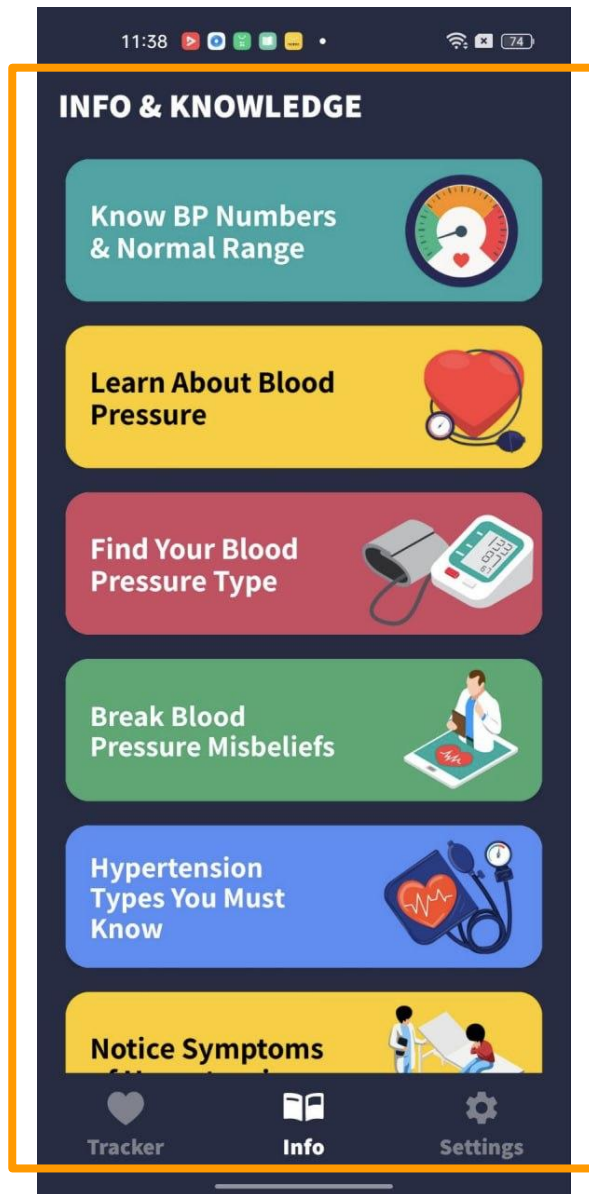 11:38
74
INFO & KNOWLEDGE
Know BP Numbers
& Normal Range
Learn About Blood
Pressure
Find Your Blood
Pressure Type
Break Blood
Pressure Misbeliefs
Hypertension
Types You Must
Know
Notice Symptoms
Tracker
Info
Settings